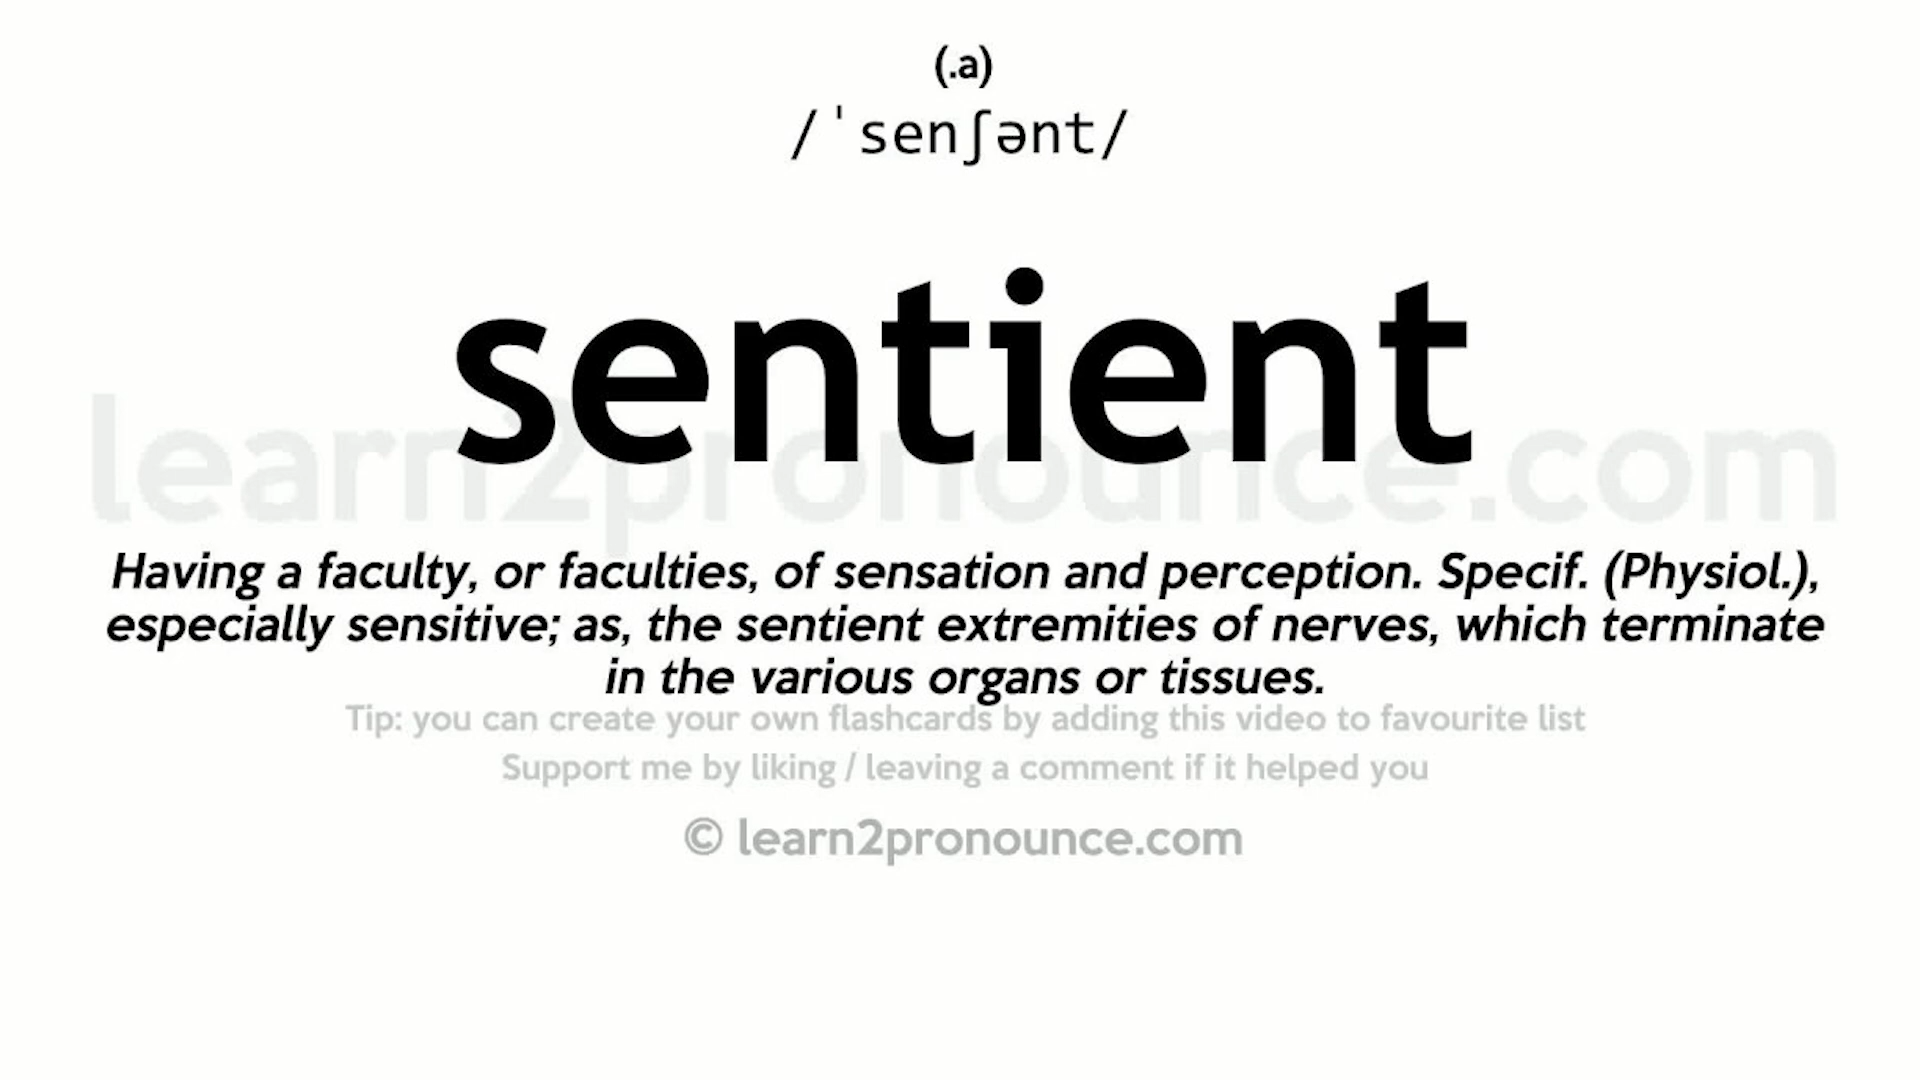 (.a)
/ˈsenʃənt/
sentient
learn2pronounce.com
Having a faculty, or faculties, of sensation and perception. Specif. (Physiol.),
especially sensitive; as, the sentient extremities of nerves, which terminate
in the various organs or tissues.
Tip: you can create your own flashcards by adding this video to favourite list
Support me by liking / leaving a comment if it helped you
© learn2pronounce.com